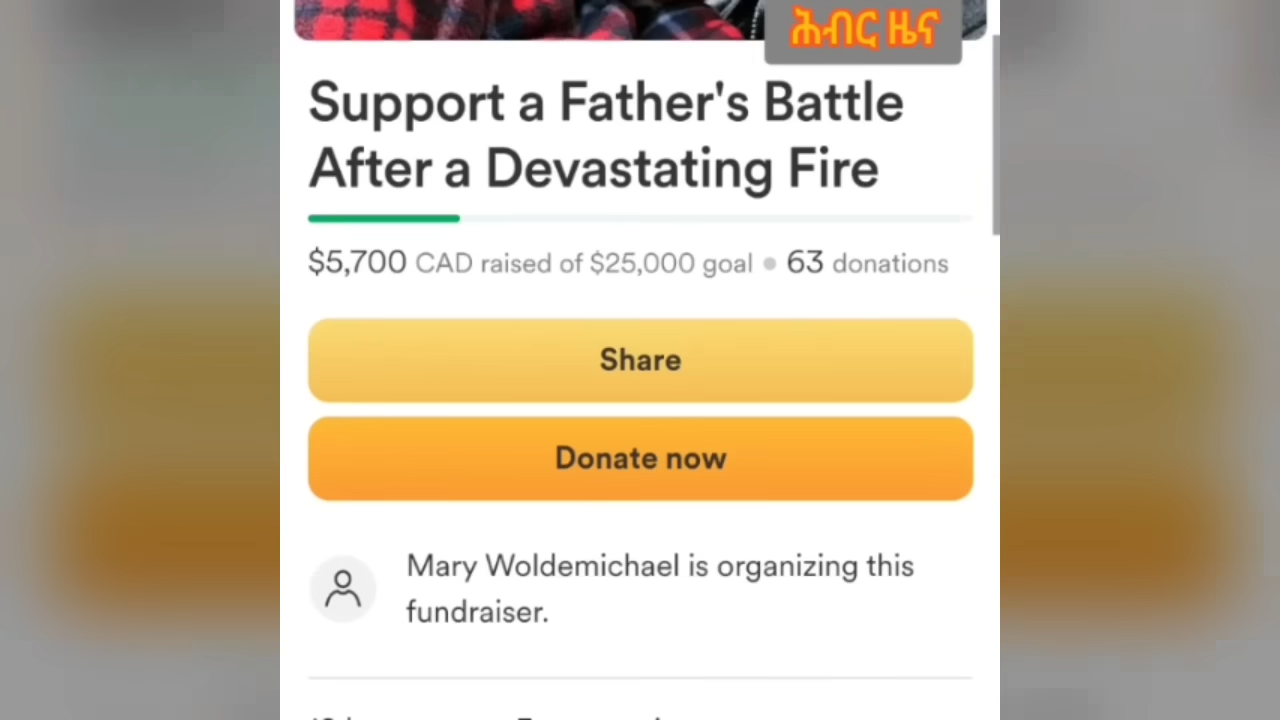 ሕብር ዜና
Support a Father's Battle
After a Devastating Fire
$5,700 CAD raised of $25,000 goal • 63 donations
Share
Donate now
Mary Woldemichael is organizing this
fundraiser.